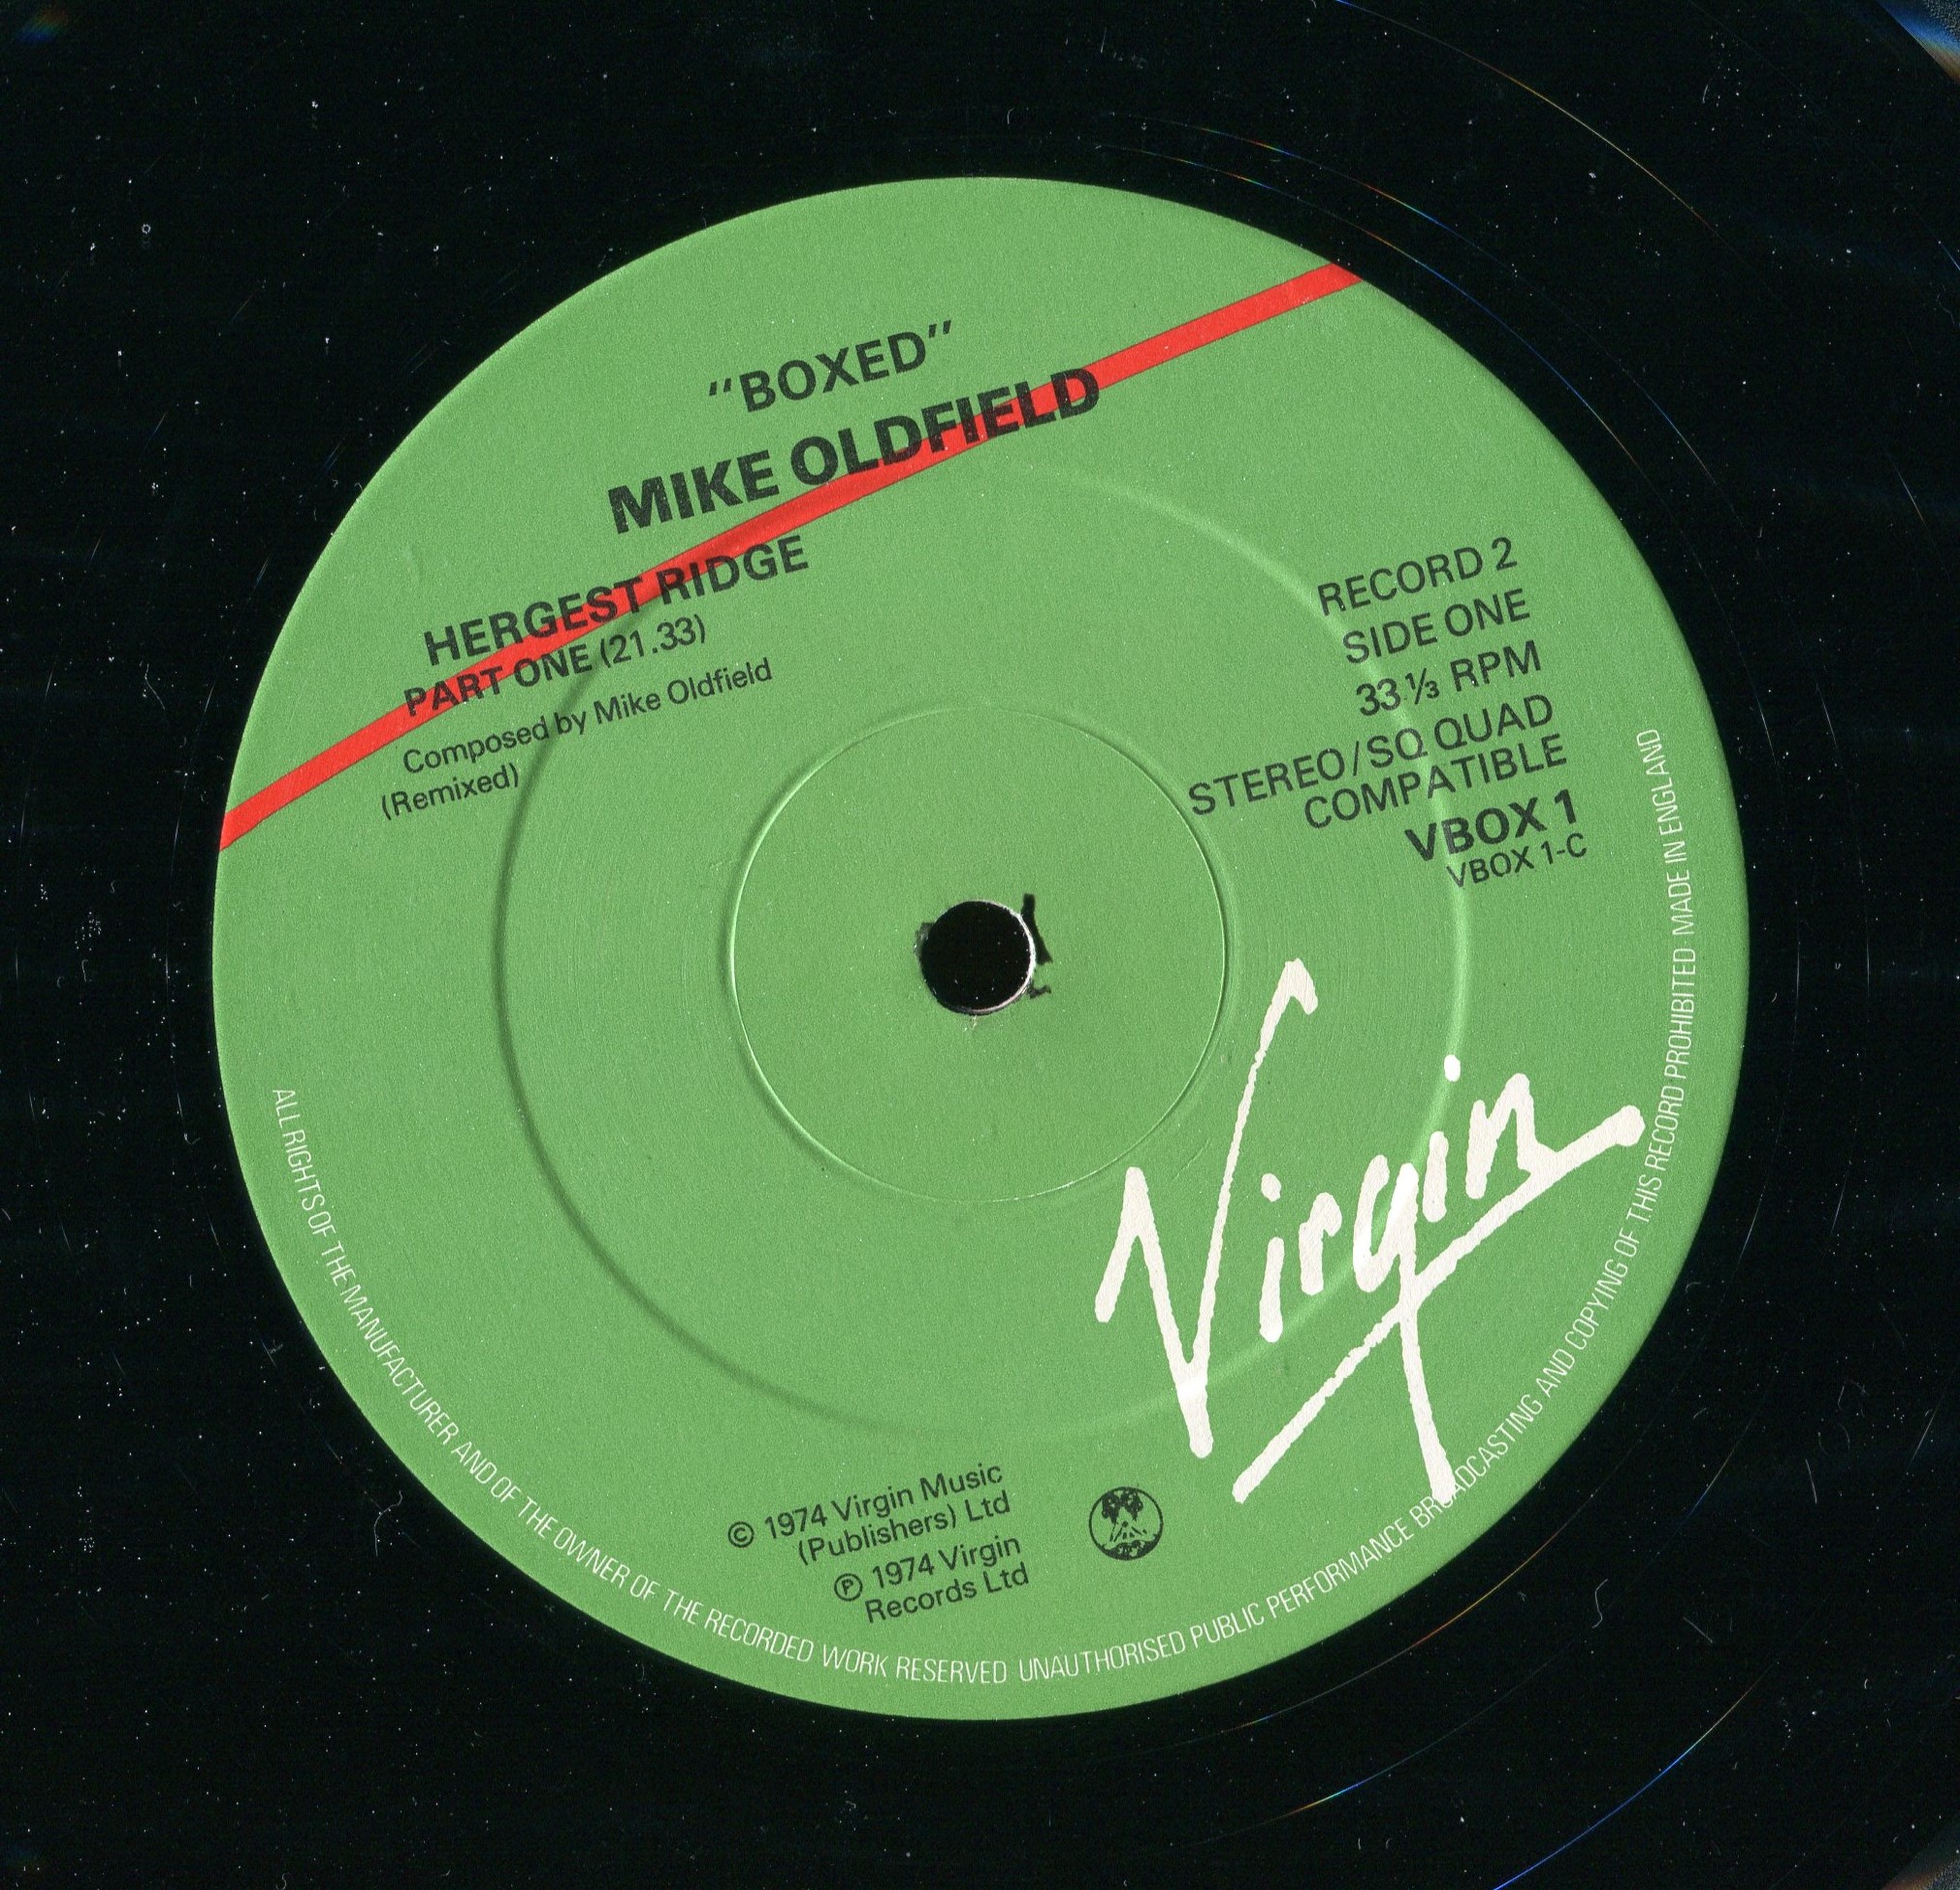 "BOXED"
MIKE OLDFIELD
HERGEST RIDGE
PART ONE (21.33)
Composed by Mike Oldfield
(Remixed)
RECORD 2
SIDE ONE
33 ⅓ RPM
STEREO/SQ QUAD
COMPATIBLE
VBOX 1
VBOX 1-C
Virgin
© 1974 Virgin Music
(Publishers) Ltd
℗ 1974 Virgin
Records Ltd
ALL RIGHTS OF THE MANUFACTURER AND OF THE OWNER OF THE RECORDED WORK RESERVED UNAUTHORISED PUBLIC PERFORMANCE BROADCASTING AND COPYING OF THIS RECORD PROHIBITED MADE IN ENGLAND